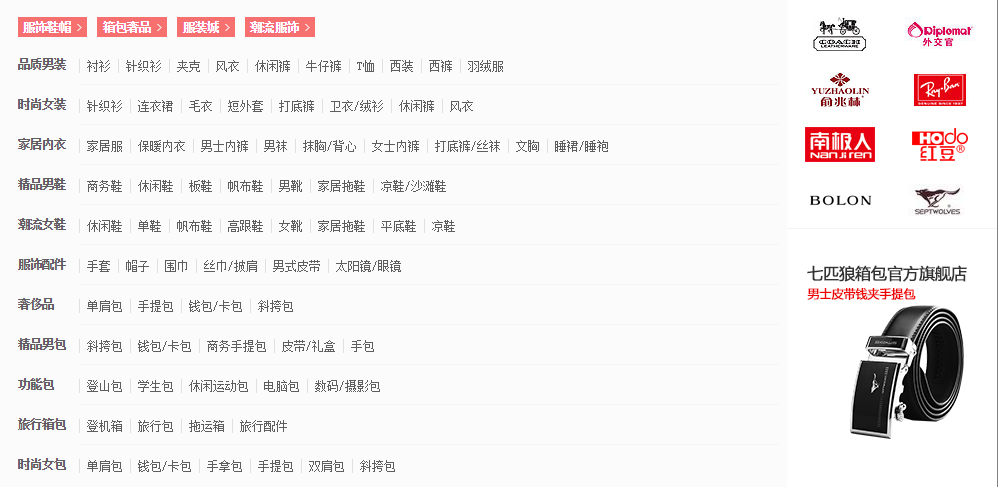 服饰鞋帽 > 箱包奢品 > 服装城 > 潮流服饰 >
品质男装 衬衫 针织衫 夹克 风衣 休闲裤 牛仔裤 T恤 西装 西裤 羽绒服
时尚女装 针织衫 连衣裙 毛衣 短外套 打底裤 卫衣/绒衫 休闲裤 风衣
家居内衣 家居服 保暖内衣 男士内裤 男袜 抹胸/背心 女士内裤 打底裤/丝袜 文胸 睡裙/睡袍
精品男鞋 商务鞋 休闲鞋 板鞋 帆布鞋 男靴 家居拖鞋 凉鞋/沙滩鞋
潮流女鞋 休闲鞋 单鞋 帆布鞋 高跟鞋 女靴 家居拖鞋 平底鞋 凉鞋
服饰配件 手套 帽子 围巾 丝巾/披肩 男式皮带 太阳镜/眼镜
奢侈品 单肩包 手提包 钱包/卡包 斜挎包
精品男包 斜挎包 钱包/卡包 商务手提包 皮带/礼盒 手包
功能包 登山包 学生包 休闲运动包 电脑包 数码/摄影包
旅行箱包 登机箱 旅行包 拖运箱 旅行配件
时尚女包 单肩包 钱包/卡包 手拿包 手提包 双肩包 斜挎包
COACH
LEATHERWARE
Diplomat
外交官
YUZHAOLIN
俞兆林
Ray-Ban
GENUINE SINCE 1937
南极人
NanJiren
HOdo
红豆®
BOLON
SEPTWOLVES
七匹狼箱包官方旗舰店
男士皮带钱夹手提包